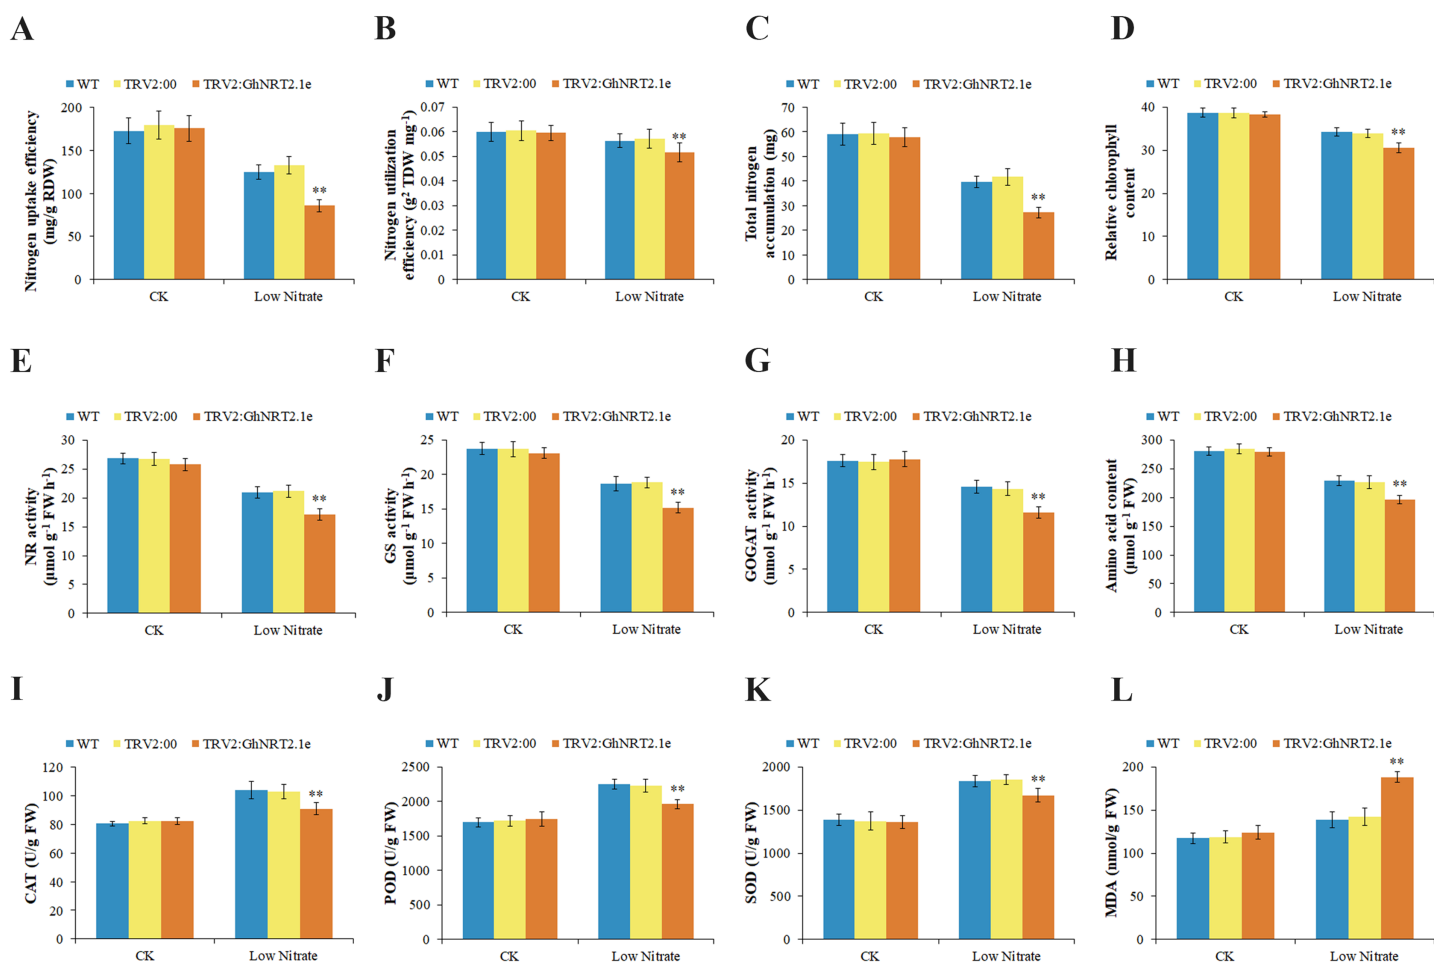 A
B
C
D
WT TRV2:00 TRV2:GhNRT2.1e
WT TRV2:00 TRV2:GhNRT2.1e
WT TRV2:00 TRV2:GhNRT2.1e
WT TRV2:00 TRV2:GhNRT2.1e
Nitrogen uptake efficiency
(mg/g RDW)
200
150
100
50
0
**
CK Low Nitrate
Nitrogen utilization
efficiency (g² TDW mg⁻¹)
0.07
0.06
0.05
0.04
0.03
0.02
0.01
0
**
CK Low Nitrate
Total nitrogen
accumulation (mg)
70
60
50
40
30
20
10
0
**
CK Low Nitrate
Relative chlorophyll
content
40
30
20
10
0
**
CK Low Nitrate
E
F
G
H
WT TRV2:00 TRV2:GhNRT2.1e
WT TRV2:00 TRV2:GhNRT2.1e
WT TRV2:00 TRV2:GhNRT2.1e
WT TRV2:00 TRV2:GhNRT2.1e
NR activity
(μmol g⁻¹ FW h⁻¹)
30
25
20
15
10
5
0
**
CK Low Nitrate
GS activity
(μmol g⁻¹ FW h⁻¹)
25
20
15
10
5
0
**
CK Low Nitrate
GOGAT activity
(nmol g⁻¹ FW h⁻¹)
20
15
10
5
0
**
CK Low Nitrate
Amino acid content
(μmol g⁻¹ FW)
300
250
200
150
100
50
0
**
CK Low Nitrate
I
J
K
L
WT TRV2:00 TRV2:GhNRT2.1e
WT TRV2:00 TRV2:GhNRT2.1e
WT TRV2:00 TRV2:GhNRT2.1e
WT TRV2:00 TRV2:GhNRT2.1e
CAT (U/g FW)
120
100
80
60
40
20
0
**
CK Low Nitrate
POD (U/g FW)
2500
2000
1500
1000
500
0
**
CK Low Nitrate
SOD (U/g FW)
2000
1500
1000
500
0
**
CK Low Nitrate
MDA (nmol/g FW)
200
150
100
50
0
**
CK Low Nitrate